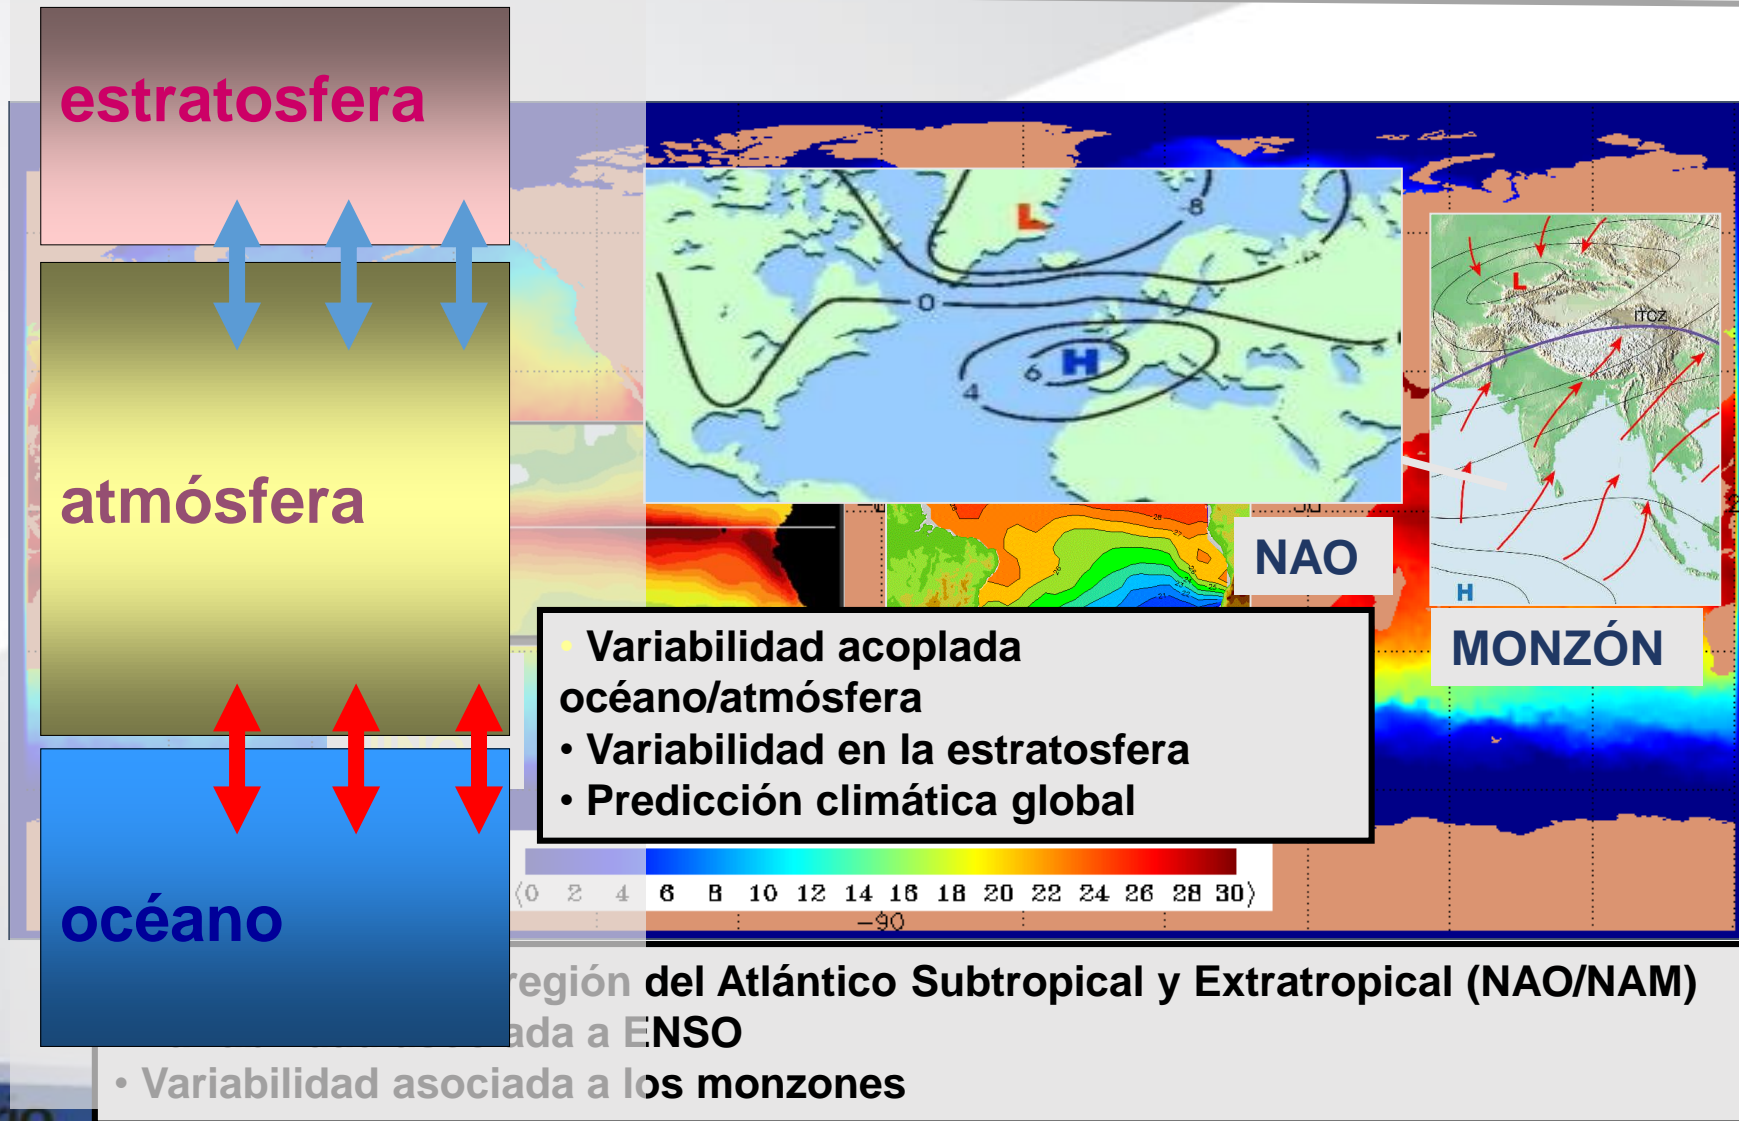 estratosfera
L
8
0
H
6
4
L
ITCZ
H
atmósfera
NAO
MONZÓN
• Variabilidad acoplada
océano/atmósfera
• Variabilidad en la estratosfera
• Predicción climática global
océano
⟨0 2 4 6 8 10 12 14 16 18 20 22 24 26 28 30⟩
-90
región del Atlántico Subtropical y Extratropical (NAO/NAM)
ada a ENSO
• Variabilidad asociada a los monzones